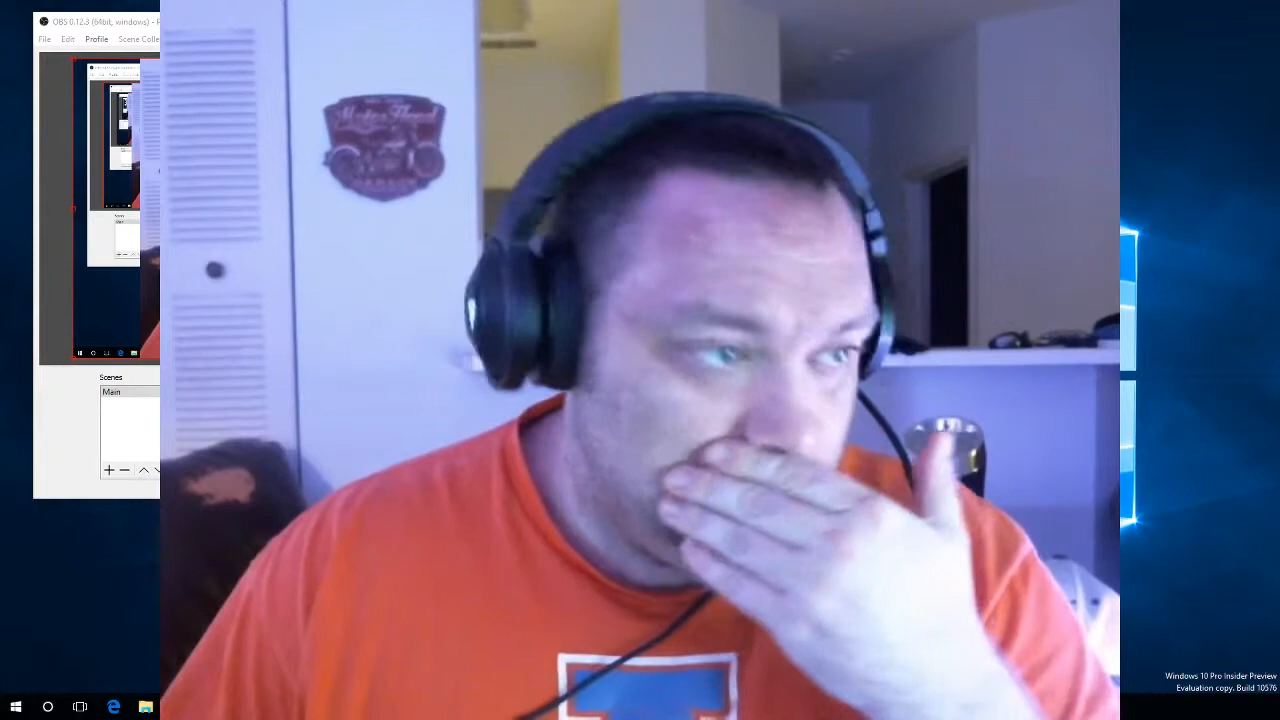 OBS 0.12.3 (64bit, windows) - P
File Edit Profile Scene Colle
Scenes
Main
Windows 10 Pro Insider Preview
Evaluation copy. Build 10576